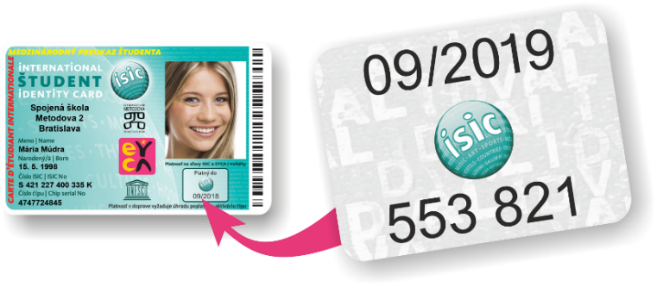 MEDZINÁRODNÝ PREUKAZ ŠTUDENTA
CARTE D'ÉTUDIANT INTERNATIONALE
INTERNATIONAL
ŠTUDENT
IDENTITY CARD
isic
Spojená škola
Metodova 2
Bratislava
METODOVA
Meno | Name
Mária Múdra
Narodený/á | Born
15. 5. 1998
Číslo ISIC | ISIC No
S 421 227 400 335 K
Číslo čipu | Chip serial No
4747724845
EYCA
UNESCO
Platnosť na zľavy ISIC a EYCA | Validity
Platný do
09/2018
Platnosť v doprave vyžaduje úhradu
09/2019
isic
553 821